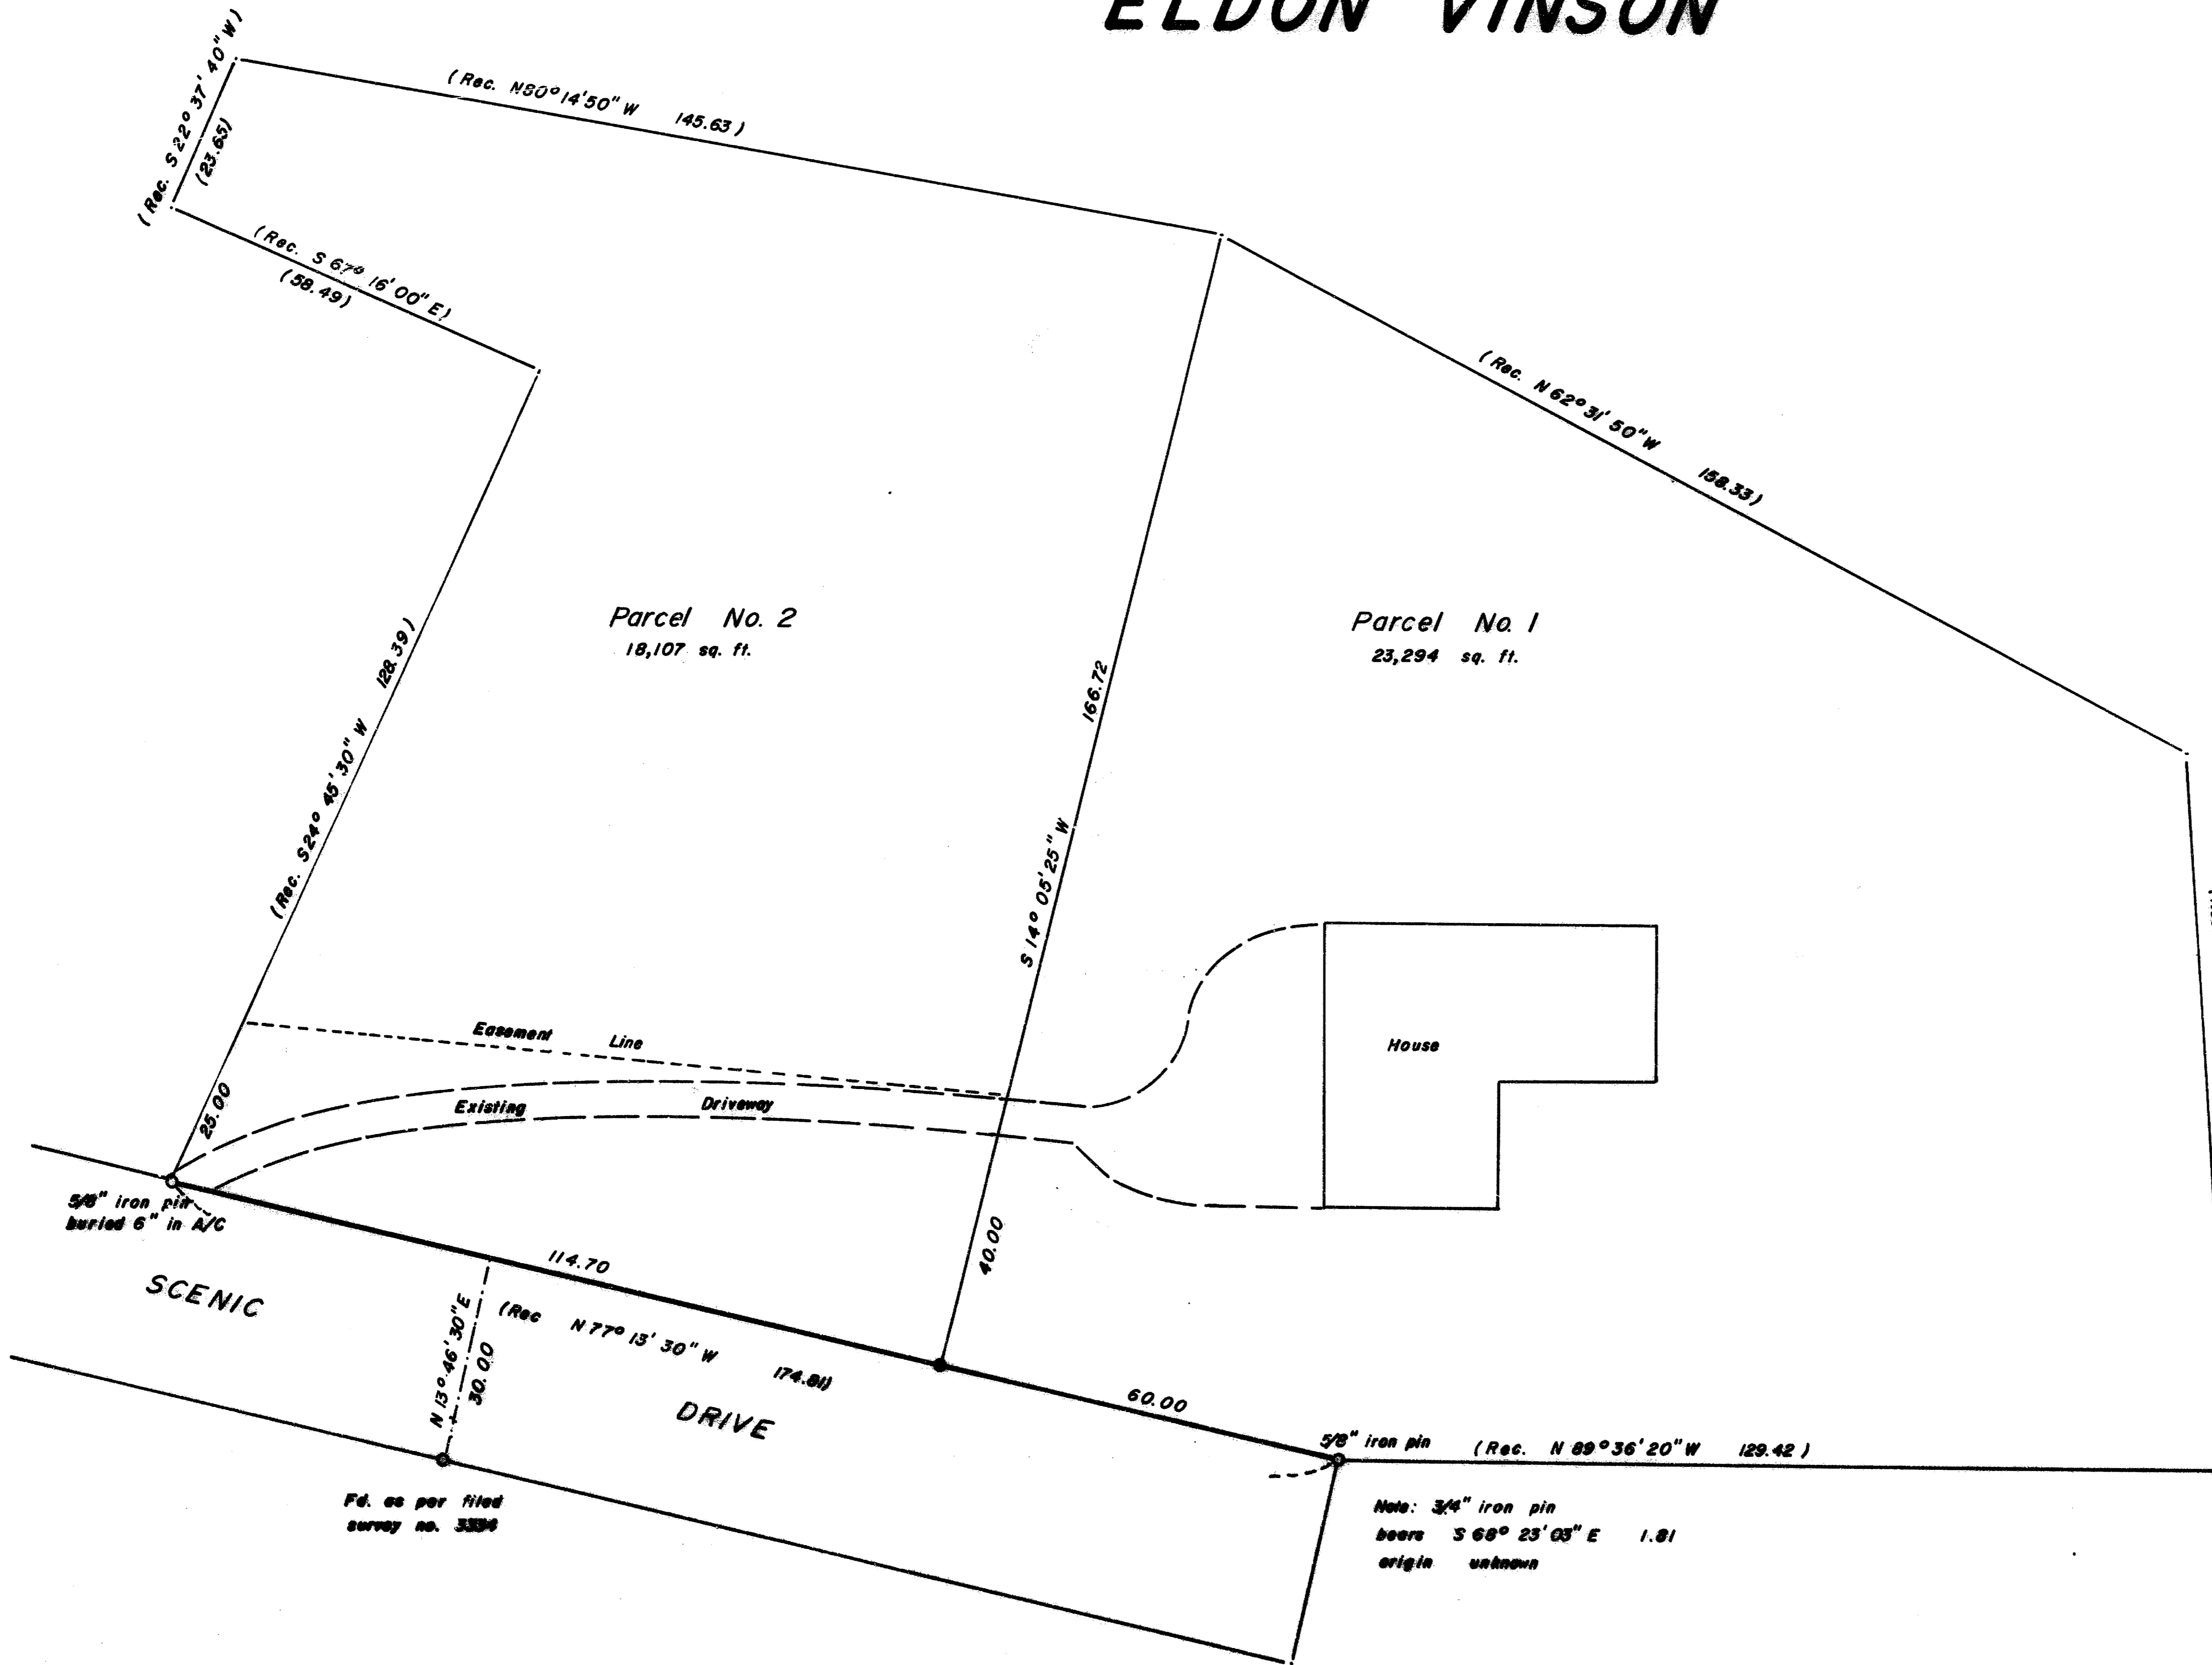 ELDON VINSON
(Rec. S 22° 37' 40" W)
(23.65)
(Rec. N80°14'50" W 145.63)
(Rec. S 67° 16' 00" E)
(58.49)
(Rec. N 62° 31' 50" W 158.33)
Parcel No. 2
18,107 sq. ft.
Parcel No. 1
23,294 sq. ft.
(Rec. S24° 45' 30" W 128.39)
166.72
S 14° 05' 25" W
Easement Line
House
25.00
Existing Driveway
5/8" iron pin
buried 6" in A/C
40.00
SCENIC
114.70
N 13° 46' 30" E
30.00
(Rec N 77° 13' 30" W 174.81)
DRIVE
60.00
5/8" iron pin
(Rec. N 89° 36' 20" W 129.42)
Fd. as per filed
survey no. 3334
Note: 3/4" iron pin
bears S 68° 23' 03" E 1.81
origin unknown